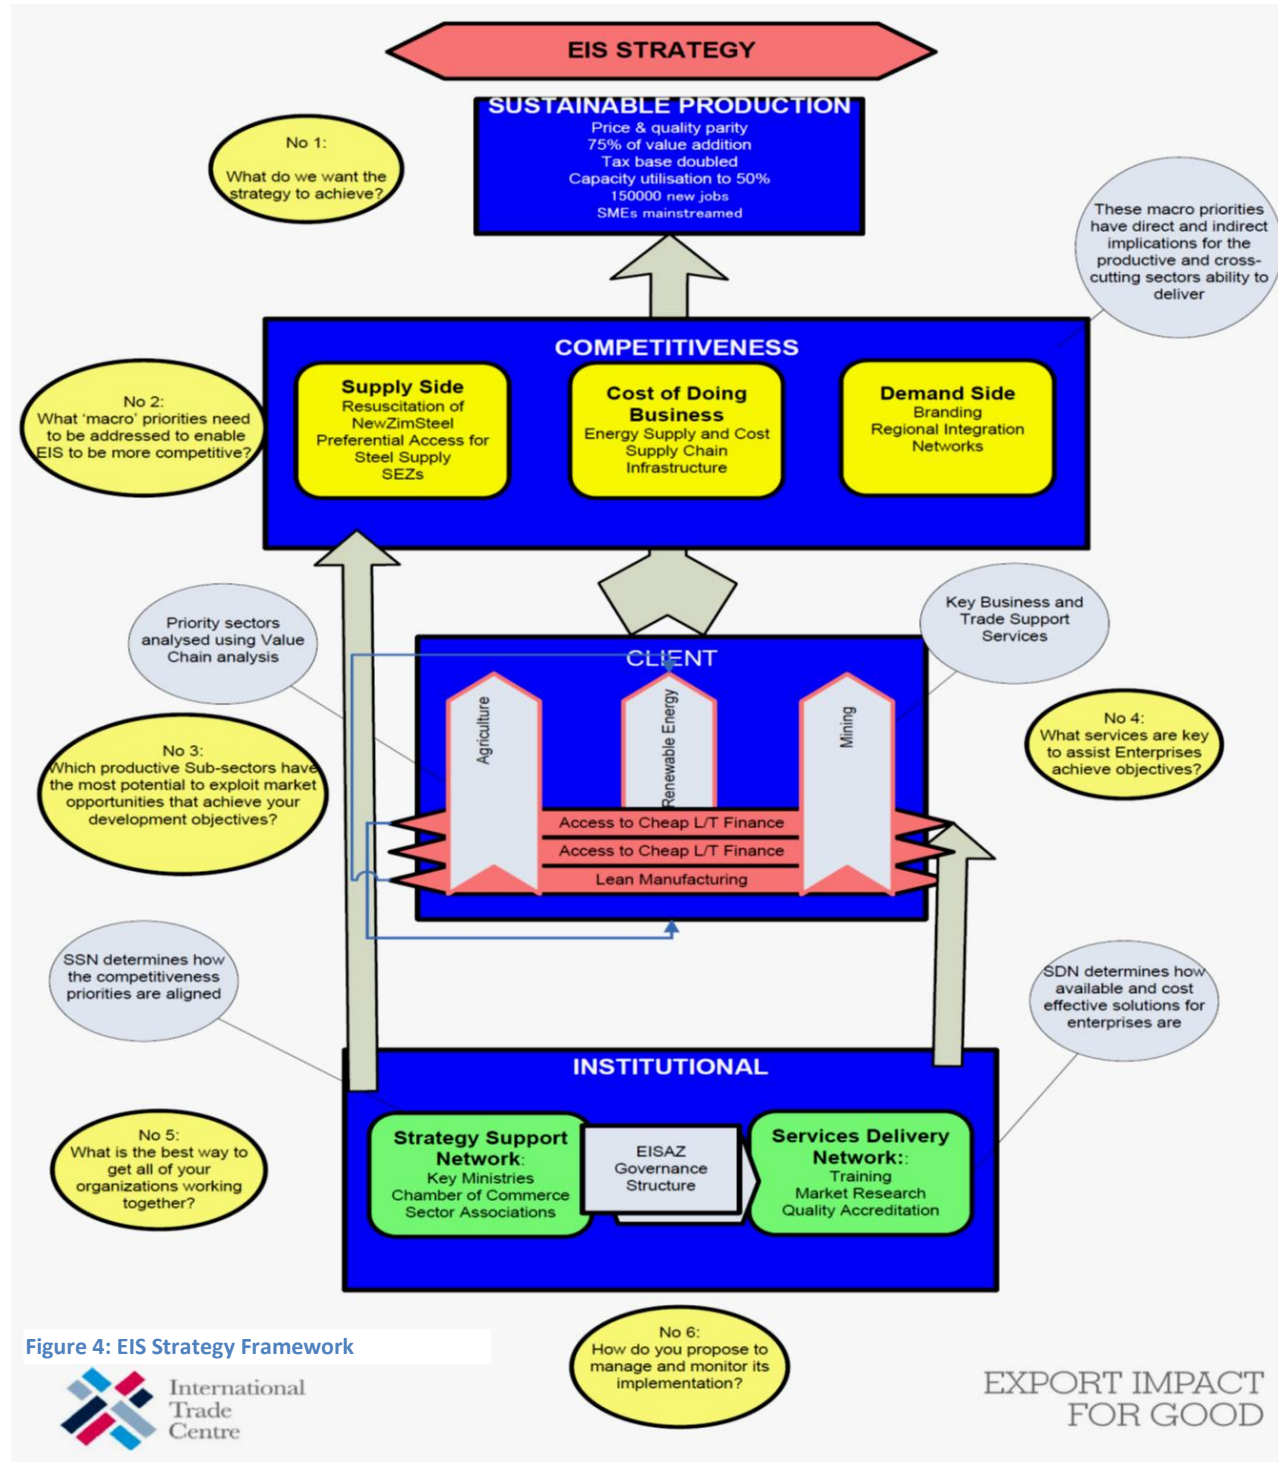 EIS STRATEGY
SUSTAINABLE PRODUCTION
Price & quality parity
75% of value addition
Tax base doubled
Capacity utilisation to 50%
150000 new jobs
SMEs mainstreamed
No 1:
What do we want the
strategy to achieve?
These macro priorities
have direct and indirect
implications for the
productive and cross-
cutting sectors ability to
deliver
COMPETITIVENESS
Supply Side
Resuscitation of
NewZimSteel
Preferential Access for
Steel Supply
SEZs
Cost of Doing
Business
Energy Supply and Cost
Supply Chain
Infrastructure
Demand Side
Branding
Regional Integration
Networks
No 2:
What ‘macro’ priorities need
to be addressed to enable
EIS to be more competitive?
Priority sectors
analysed using Value
Chain analysis
Key Business and
Trade Support
Services
CLIENT
Agriculture
Renewable Energy
Mining
Access to Cheap L/T Finance
Access to Cheap L/T Finance
Lean Manufacturing
No 3:
Which productive Sub-sectors have
the most potential to exploit market
opportunities that achieve your
development objectives?
No 4:
What services are key
to assist Enterprises
achieve objectives?
SSN determines how
the competitiveness
priorities are aligned
SDN determines how
available and cost
effective solutions for
enterprises are
INSTITUTIONAL
Strategy Support
Network:
Key Ministries
Chamber of Commerce
Sector Associations
EISAZ
Governance
Structure
Services Delivery
Network::
Training
Market Research
Quality Accreditation
No 5:
What is the best way to
get all of your
organizations working
together?
No 6:
How do you propose to
manage and monitor its
implementation?
Figure 4: EIS Strategy Framework
International
Trade
Centre
EXPORT IMPACT
FOR GOOD